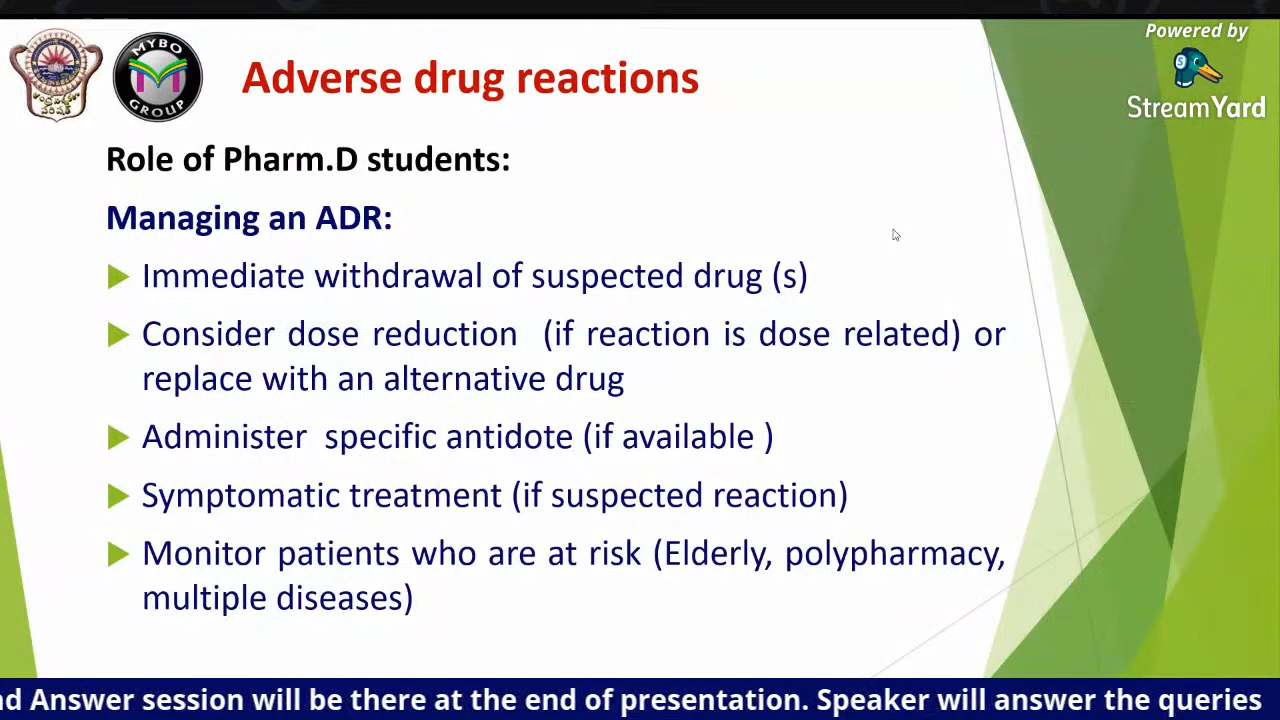 Powered by
StreamYard
MYBO
GROUP
Adverse drug reactions
Role of Pharm.D students:
Managing an ADR:
Immediate withdrawal of suspected drug (s)
Consider dose reduction (if reaction is dose related) or
replace with an alternative drug
Administer specific antidote (if available )
Symptomatic treatment (if suspected reaction)
Monitor patients who are at risk (Elderly, polypharmacy,
multiple diseases)
Answer session will be there at the end of presentation. Speaker will answer the queries